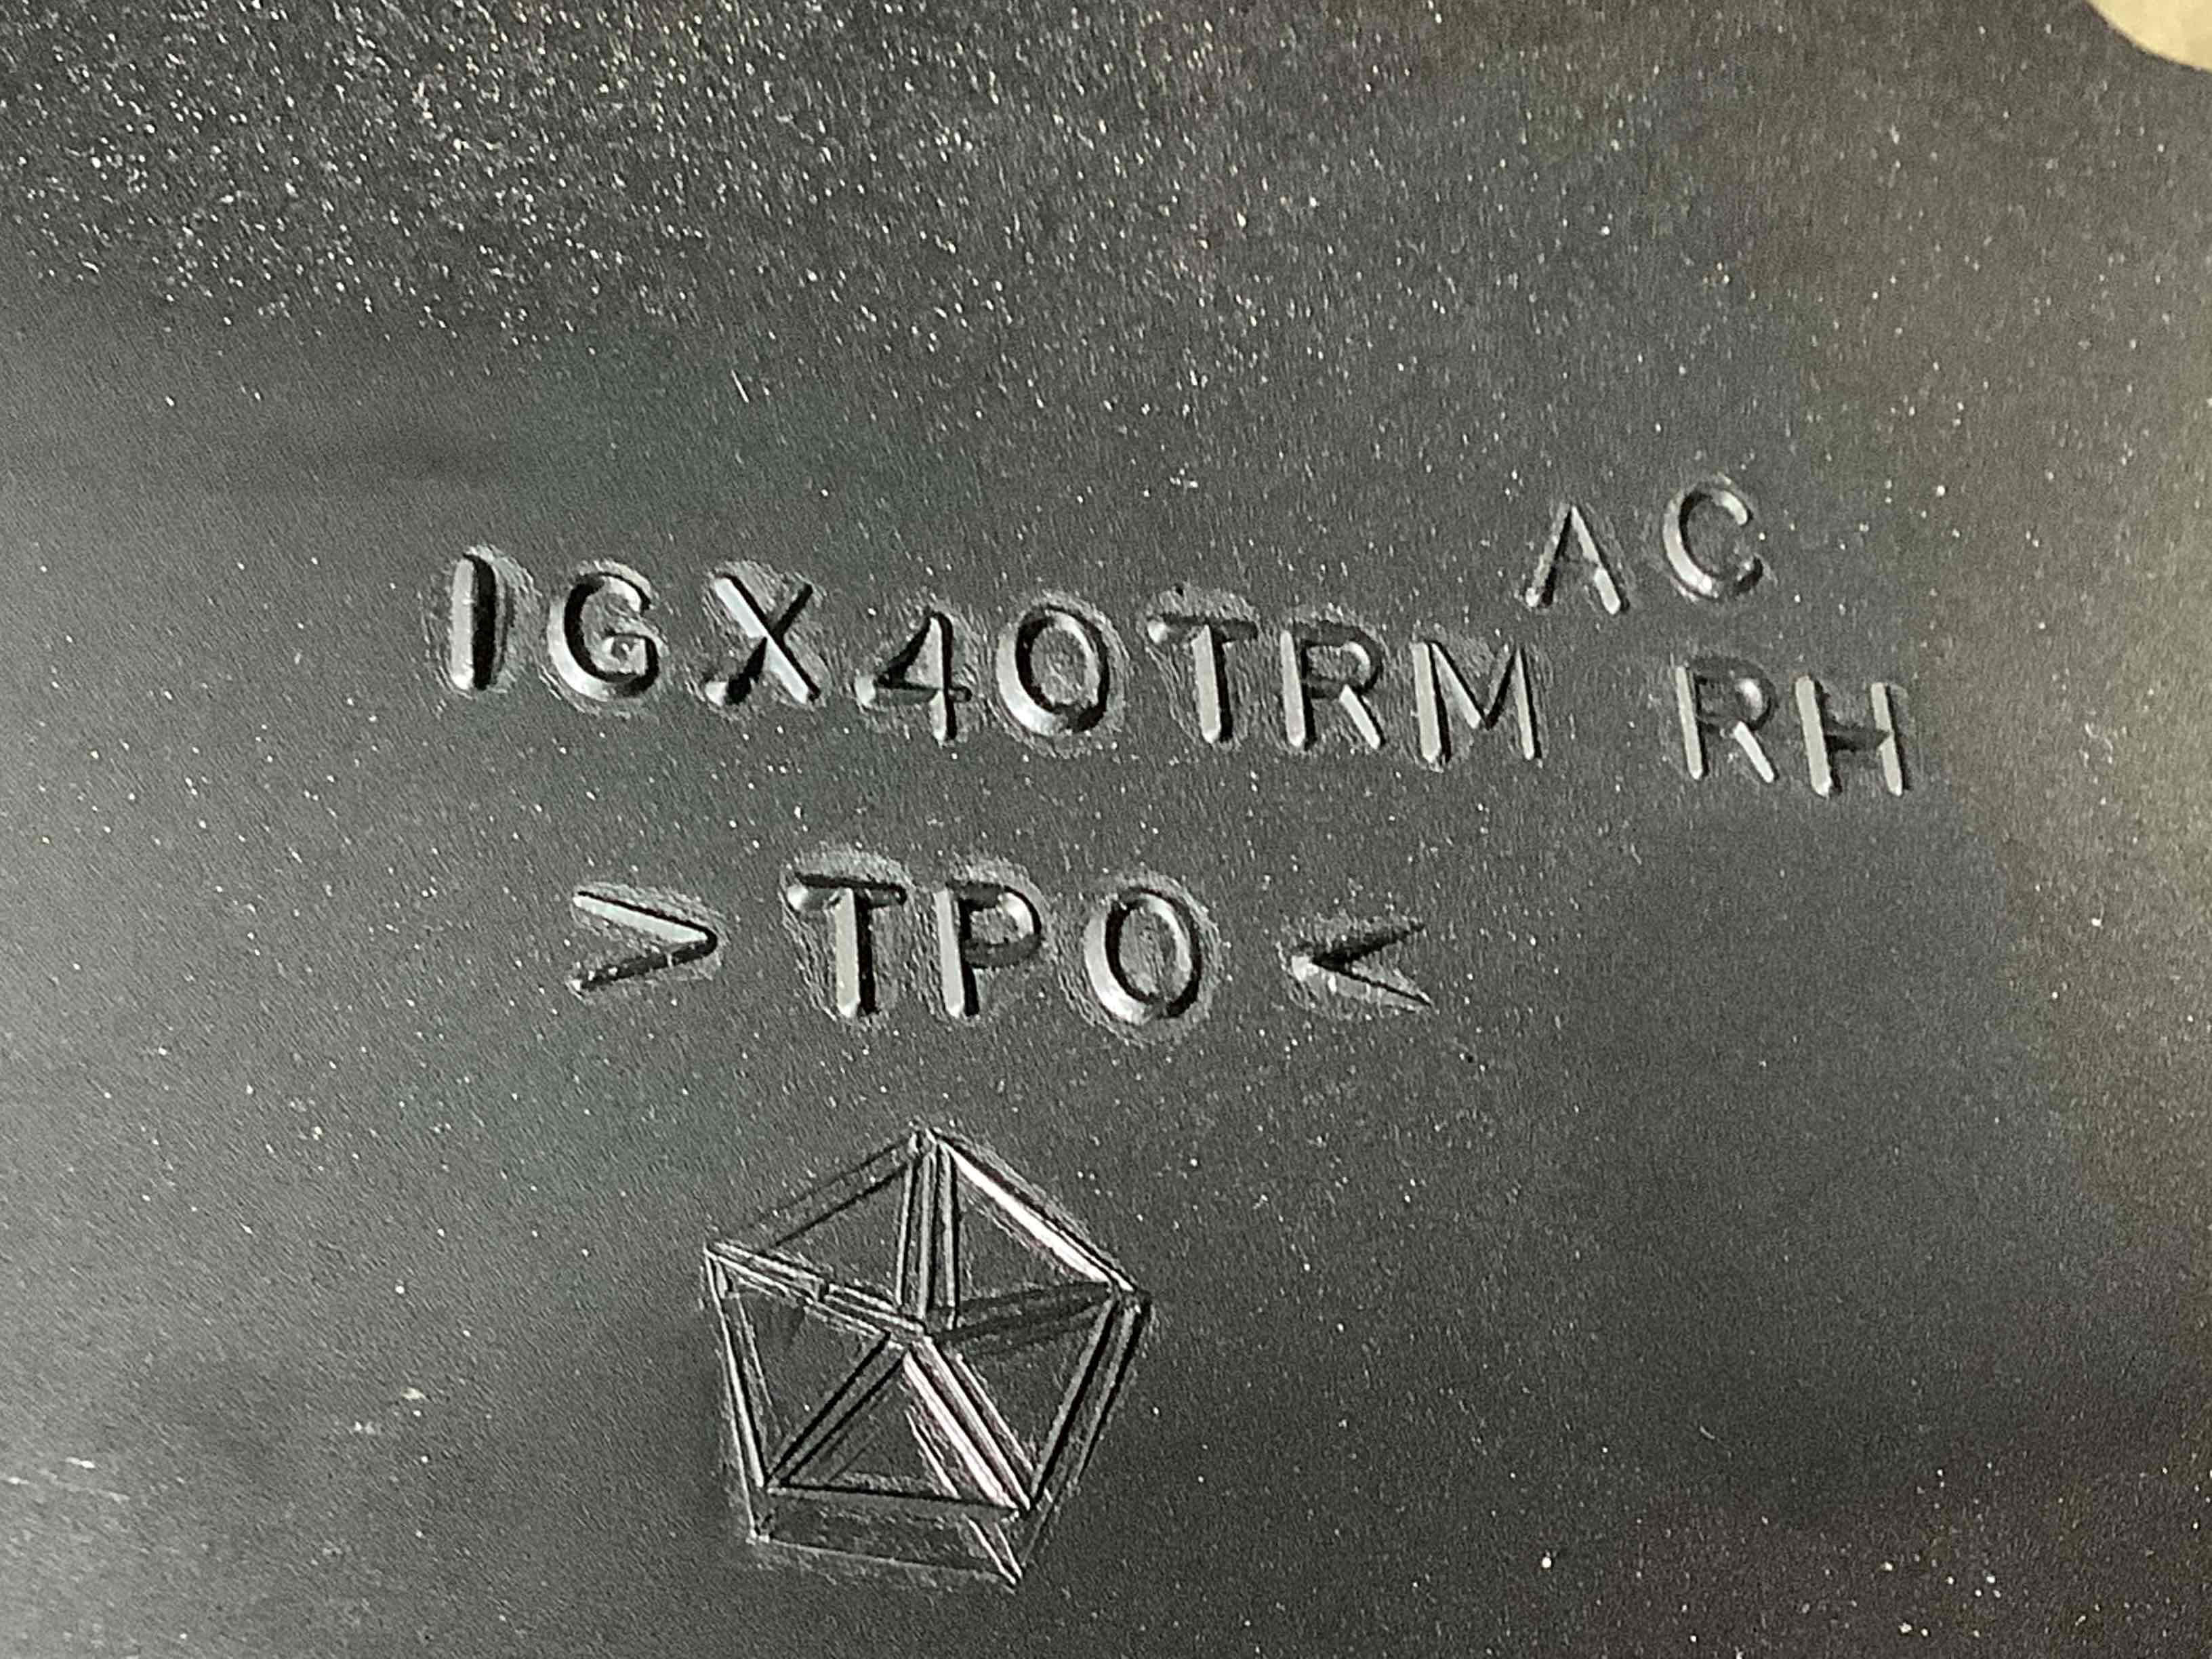 1GX40TRM AC
RH
>TPO<